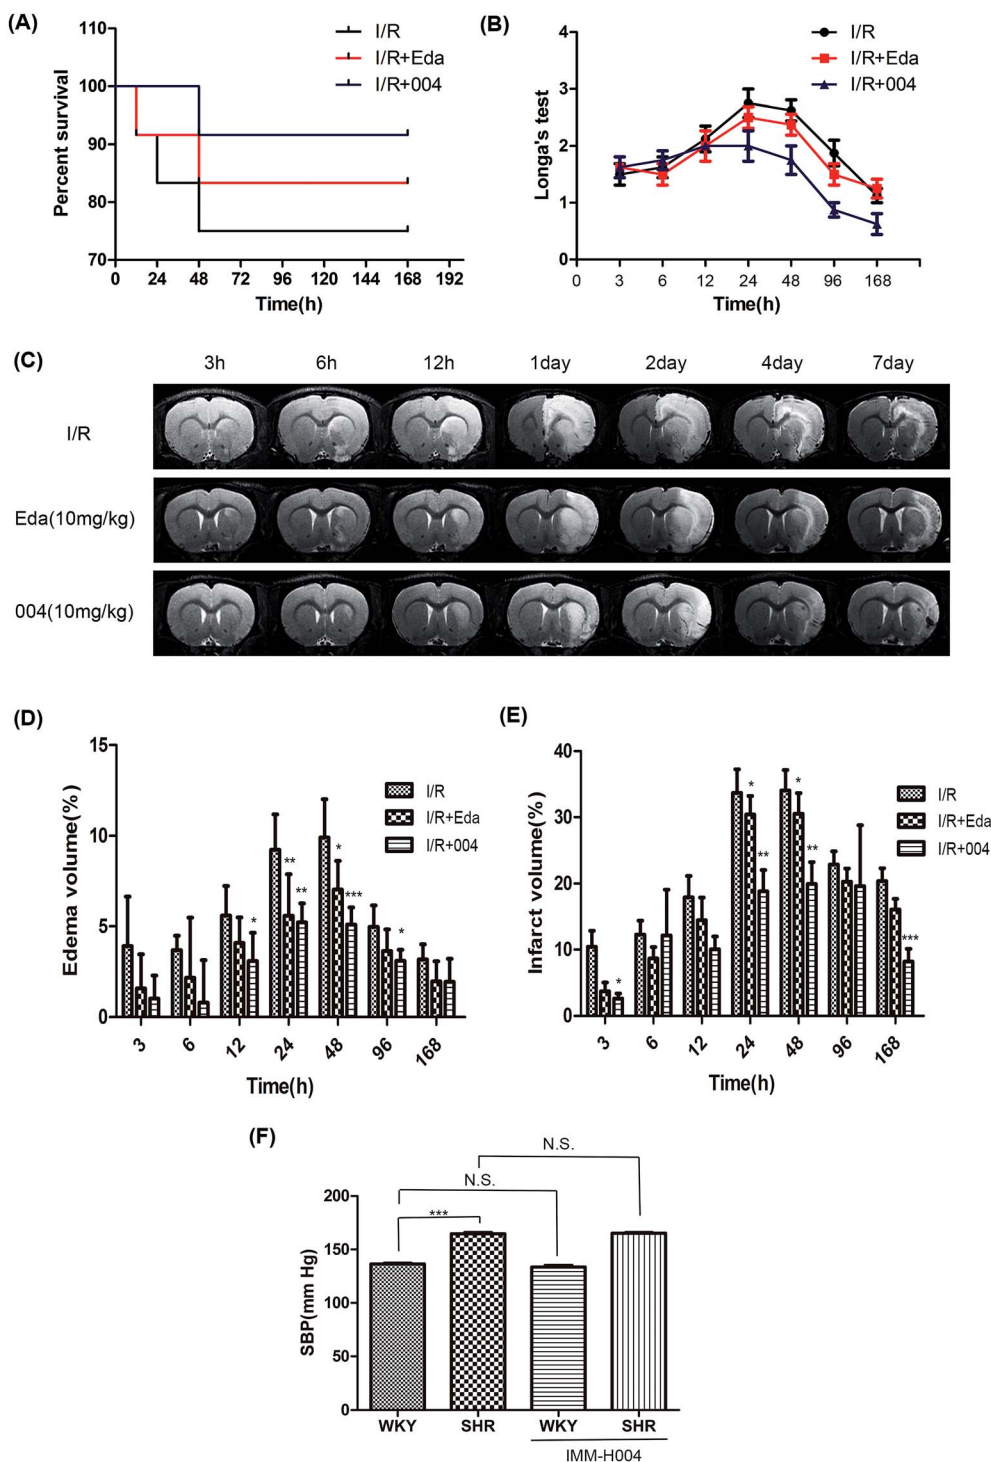 (A)
110
100
90
80
70
Percent survival
0 24 48 72 96 120 144 168 192
Time(h)
I/R
I/R+Eda
I/R+004
(B)
4
3
2
1
0
Longa's test
0 3 6 12 24 48 96 168
Time(h)
I/R
I/R+Eda
I/R+004
(C)
3h 6h 12h 1day 2day 4day 7day
I/R
Eda(10mg/kg)
004(10mg/kg)
(D)
15
10
5
0
Edema volume(%)
I/R
I/R+Eda
I/R+004
* ** ** * *** *
3 6 12 24 48 96 168
Time(h)
(E)
40
30
20
10
0
Infarct volume(%)
I/R
I/R+Eda
I/R+004
* * ** * ** ***
3 6 12 24 48 96 168
Time(h)
(F)
N.S.
N.S.
***
200
150
100
50
0
SBP(mm Hg)
WKY SHR WKY SHR
IMM-H004